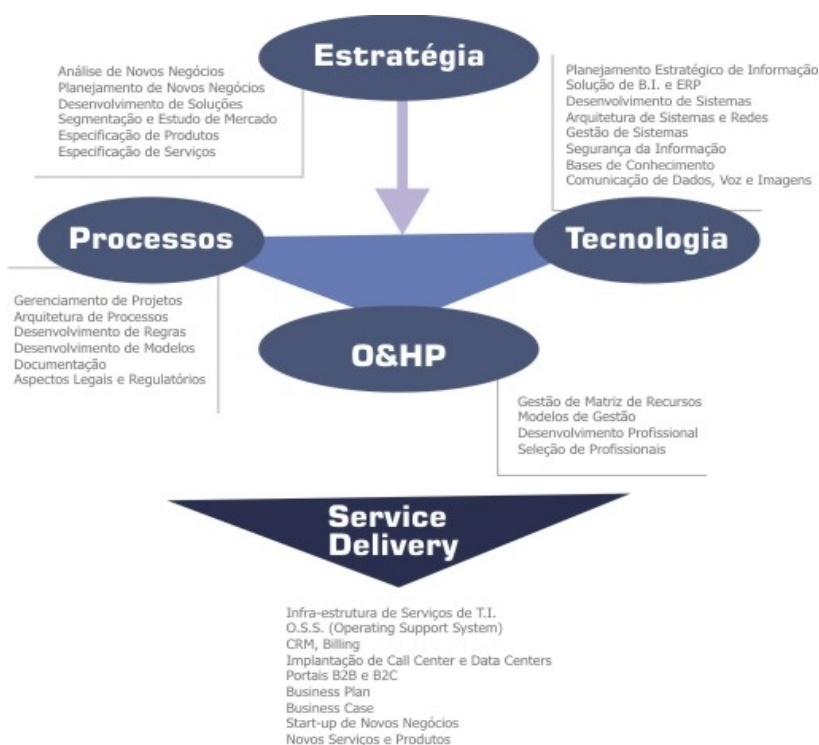 Estratégia
Análise de Novos Negócios
Planejamento de Novos Negócios
Desenvolvimento de Soluções
Segmentação e Estudo de Mercado
Especificação de Produtos
Especificação de Serviços
Planejamento Estratégico de Informação
Solução de B.I. e ERP
Desenvolvimento de Sistemas
Arquitetura de Sistemas e Redes
Gestão de Sistemas
Segurança da Informação
Bases de Conhecimento
Comunicação de Dados, Voz e Imagens
Processos
Tecnologia
Gerenciamento de Projetos
Arquitetura de Processos
Desenvolvimento de Regras
Desenvolvimento de Modelos
Documentação
Aspectos Legais e Regulatórios
O&HP
Gestão de Matriz de Recursos
Modelos de Gestão
Desenvolvimento Profissional
Seleção de Profissionais
Service
Delivery
Infra-estrutura de Serviços de T.I.
O.S.S. (Operating Support System)
CRM, Billing
Implantação de Call Center e Data Centers
Portais B2B e B2C
Business Plan
Business Case
Start-up de Novos Negócios
Novos Serviços e Produtos